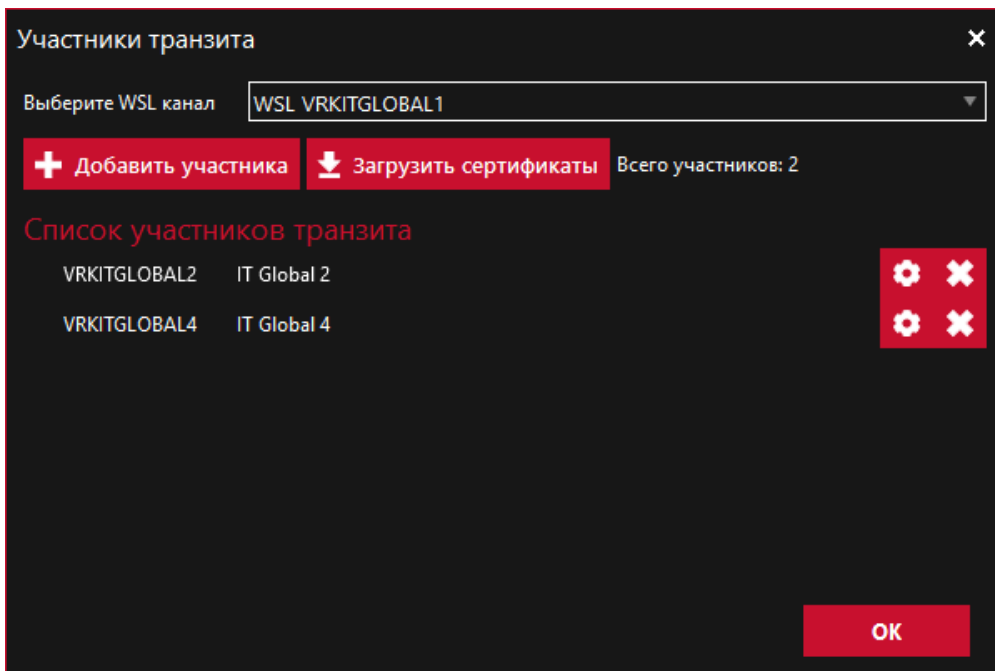 Участники транзита
Выберите WSL канал WSL VRKITGLOBAL1
Добавить участника Загрузить сертификаты Всего участников: 2
Список участников транзита
VRKITGLOBAL2 IT Global 2
VRKITGLOBAL4 IT Global 4
ОК